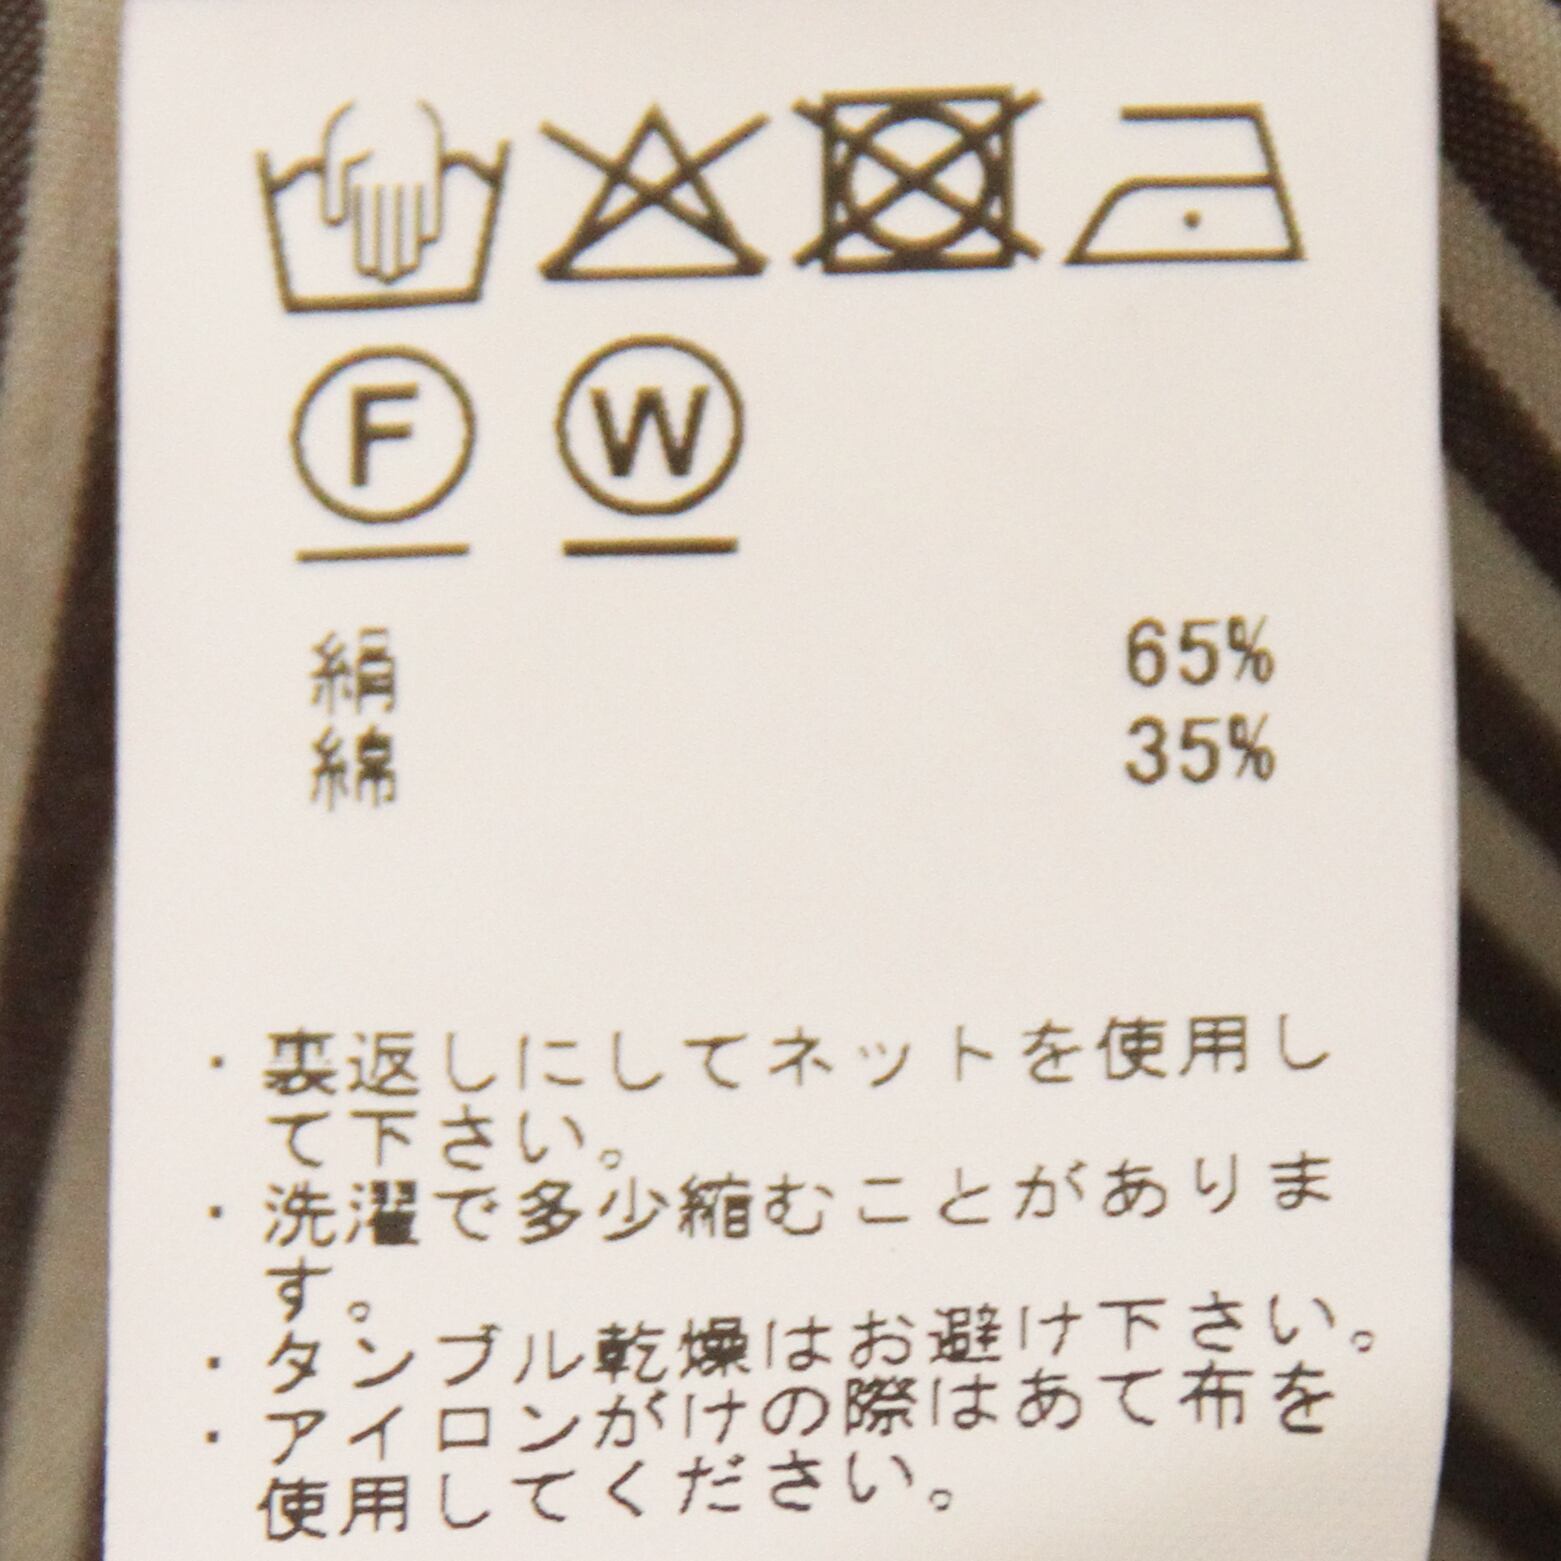 F W
絹 65%
綿 35%
・裏返しにしてネットを使用し
て下さい。
・洗濯で多少縮むことがありま
す。
・タンブル乾燥はお避け下さい。
・アイロンがけの際はあて布を
使用してください。